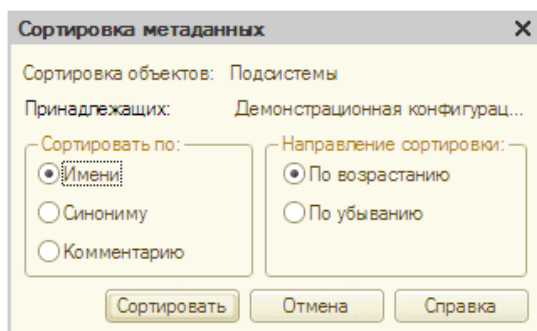 Сортировка метаданных
Сортировка объектов: Подсистемы
Принадлежащих: Демонстрационная конфигурац...
Сортировать по: Направление сортировки:
Имени По возрастанию
Синониму По убыванию
Комментарию
Сортировать Отмена Справка